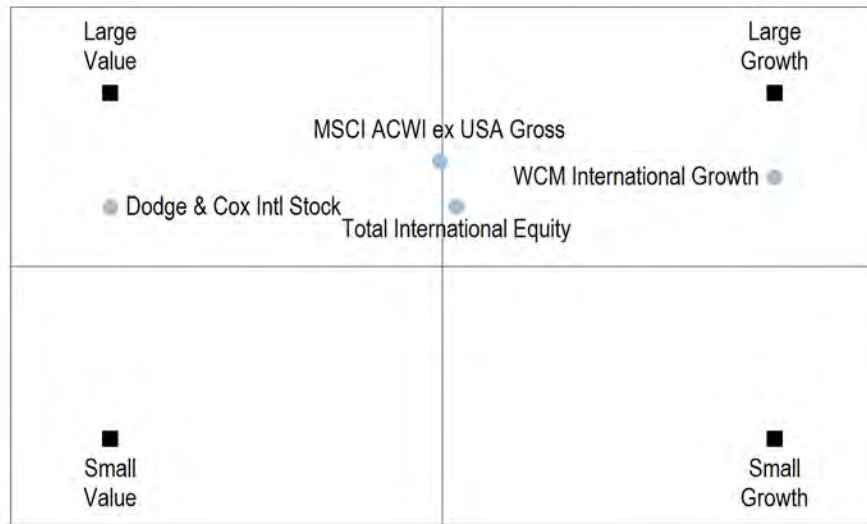 Large
Value
Large
Growth
MSCI ACWI ex USA Gross
WCM International Growth
Dodge & Cox Intl Stock
Total International Equity
Small
Value
Small
Growth